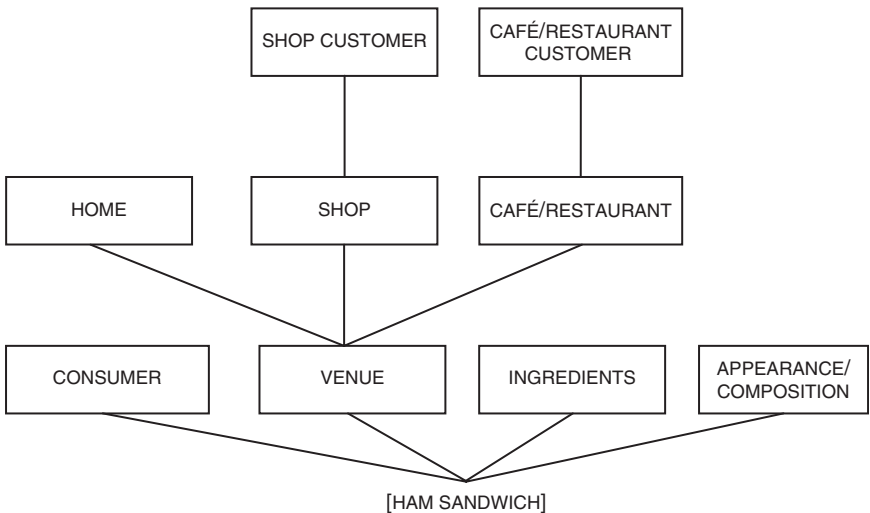 SHOP CUSTOMER
CAFÉ/RESTAURANT
CUSTOMER
HOME
SHOP
CAFÉ/RESTAURANT
CONSUMER
VENUE
INGREDIENTS
APPEARANCE/
COMPOSITION
[HAM SANDWICH]